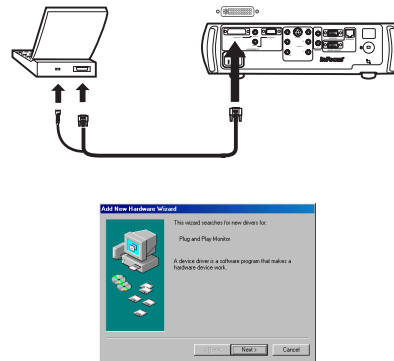 InFocus
Add New Hardware Wizard
This wizard searches for new drivers for:
Plug and Play Monitor
A device driver is a software program that makes a
hardware device work.
< Back
Next >
Cancel